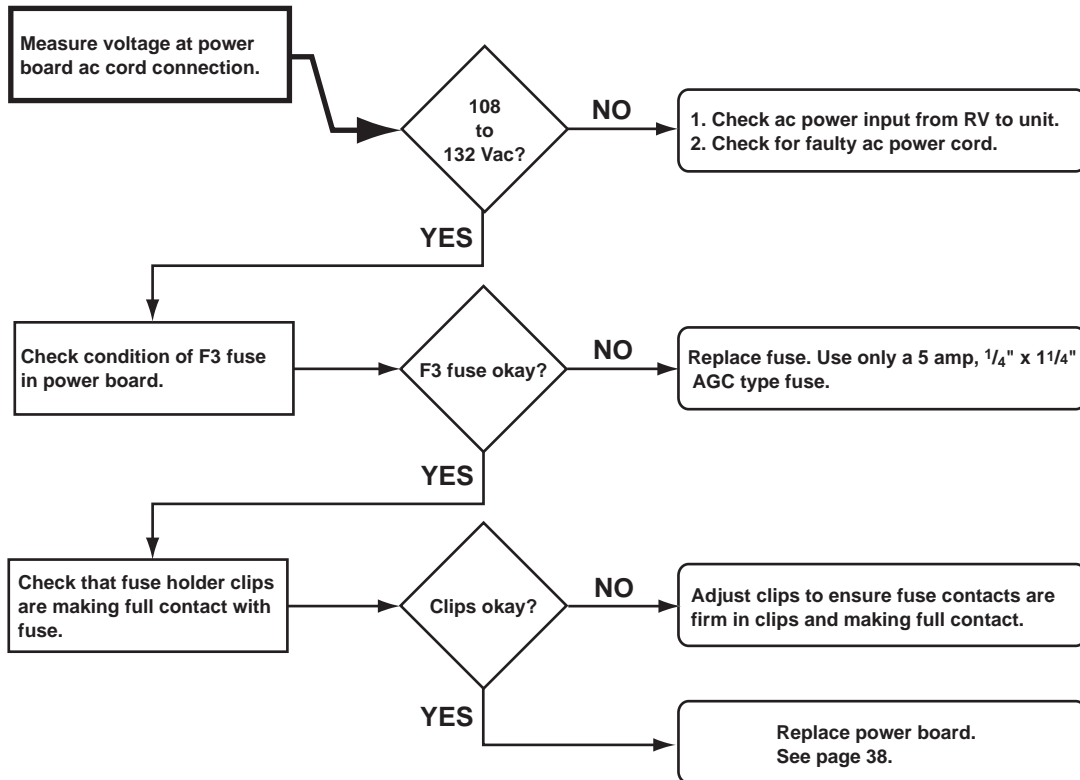 Measure voltage at power
board ac cord connection.
108
to
132 Vac?
NO
1. Check ac power input from RV to unit.
2. Check for faulty ac power cord.
YES
Check condition of F3 fuse
in power board.
F3 fuse okay?
NO
Replace fuse. Use only a 5 amp, 1/4" x 11/4"
AGC type fuse.
YES
Check that fuse holder clips
are making full contact with
fuse.
Clips okay?
NO
Adjust clips to ensure fuse contacts are
firm in clips and making full contact.
YES
Replace power board.
See page 38.